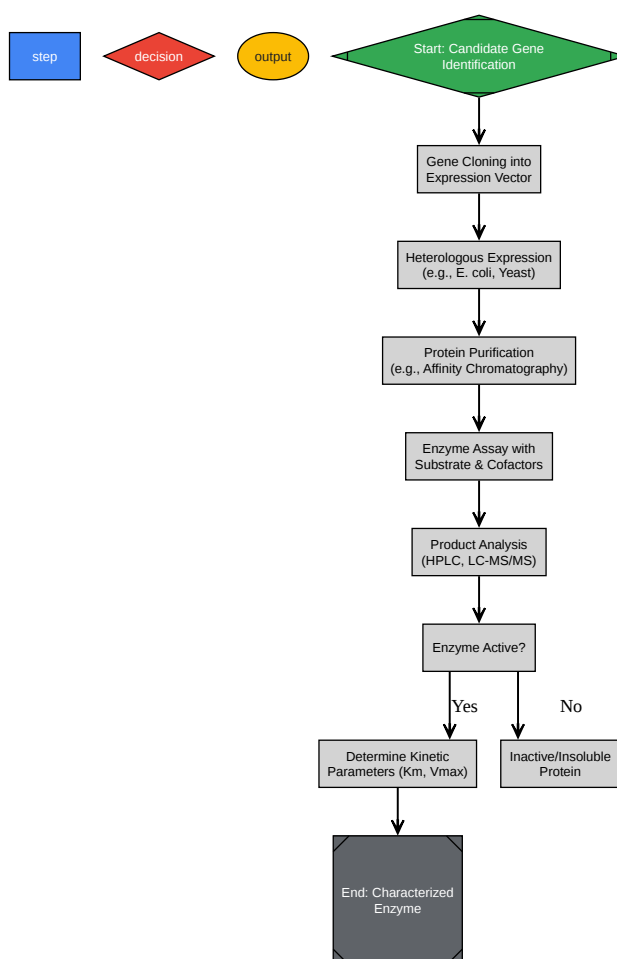 step
decision
output
Start: Candidate Gene
Identification
Gene Cloning into
Expression Vector
Heterologous Expression
(e.g., E. coli, Yeast)
Protein Purification
(e.g., Affinity Chromatography)
Enzyme Assay with
Substrate & Cofactors
Product Analysis
(HPLC, LC-MS/MS)
Enzyme Active?
Yes
No
Determine Kinetic
Parameters (Km, Vmax)
Inactive/Insoluble
Protein
End: Characterized
Enzyme